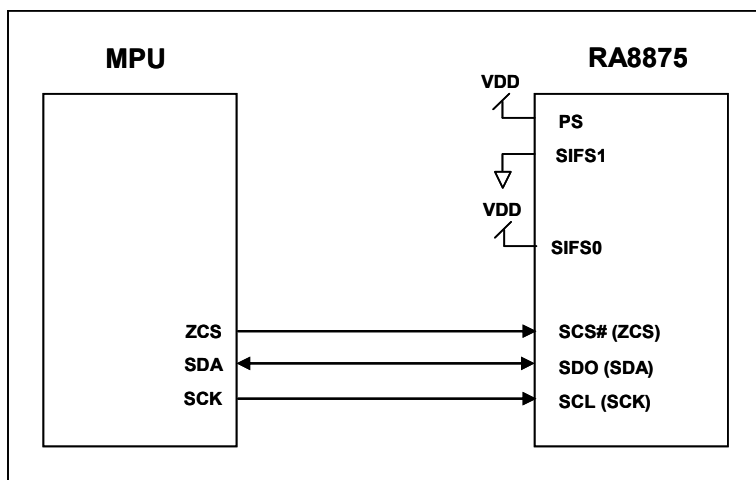 MPU
RA8875
VDD
PS
SIFS1
VDD
SIFS0
ZCS
SCS# (ZCS)
SDA
SDO (SDA)
SCK
SCL (SCK)